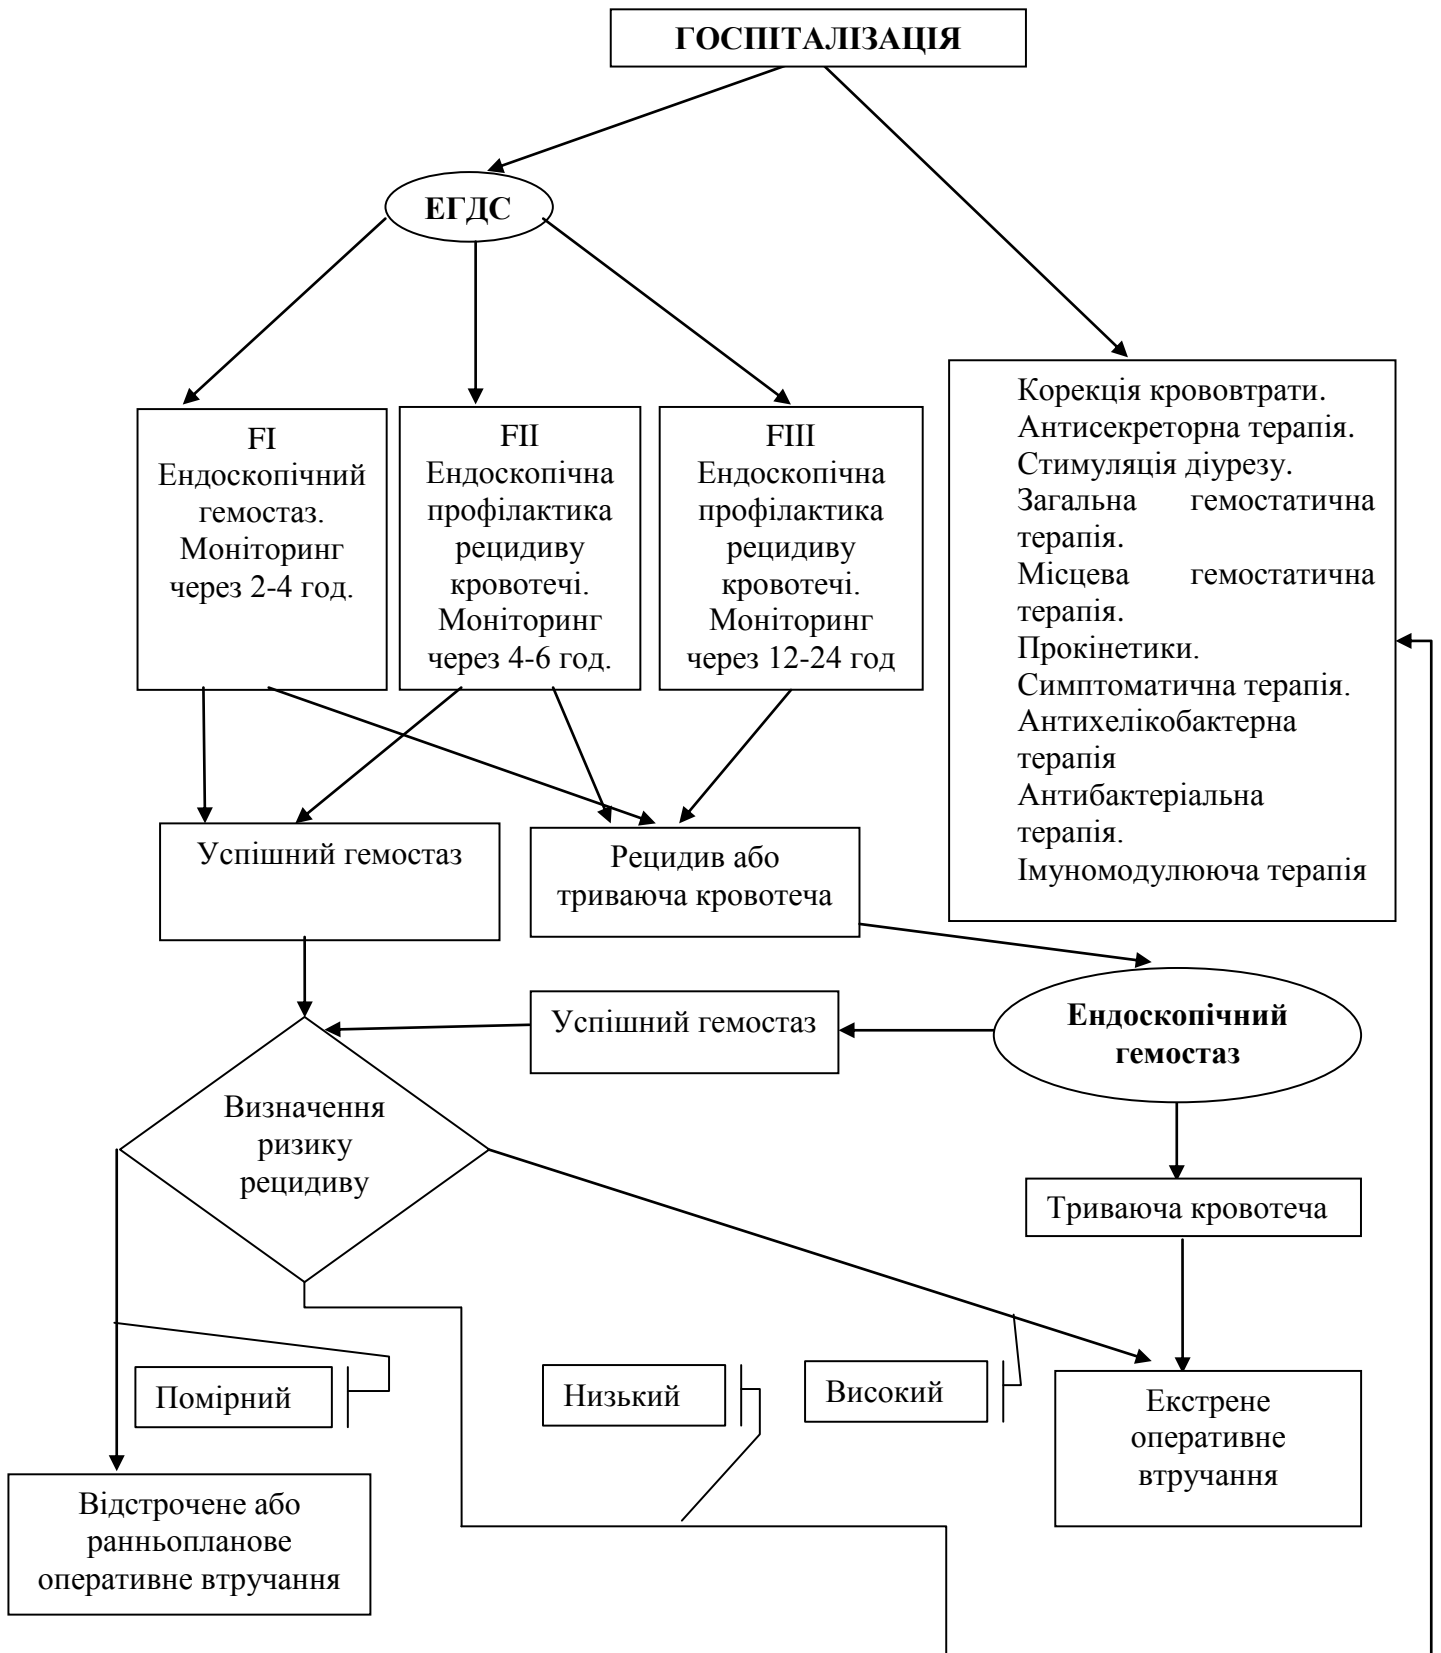 ГОСПІТАЛІЗАЦІЯ
ЕГДС
FI
Ендоскопічний
гемостаз.
Моніторинг
через 2-4 год.
FII
Ендоскопічна
профілактика
рецидиву
кровотечі.
Моніторинг
через 4-6 год.
FIII
Ендоскопічна
профілактика
рецидиву
кровотечі.
Моніторинг
через 12-24 год
Корекція крововтрати.
Антисекреторна терапія.
Стимуляція діурезу.
Загальна гемостатична
терапія.
Місцева гемостатична
терапія.
Прокінетики.
Симптоматична терапія.
Антихелікобактерна
терапія
Антибактеріальна
терапія.
Імуномодулююча терапія
Успішний гемостаз
Рецидив або
триваюча кровотеча
Успішний гемостаз
Ендоскопічний
гемостаз
Визначення
ризику
рецидиву
Триваюча кровотеча
Помірний
Низький
Високий
Екстрене
оперативне
втручання
Відстрочене або
ранньопланове
оперативне втручання